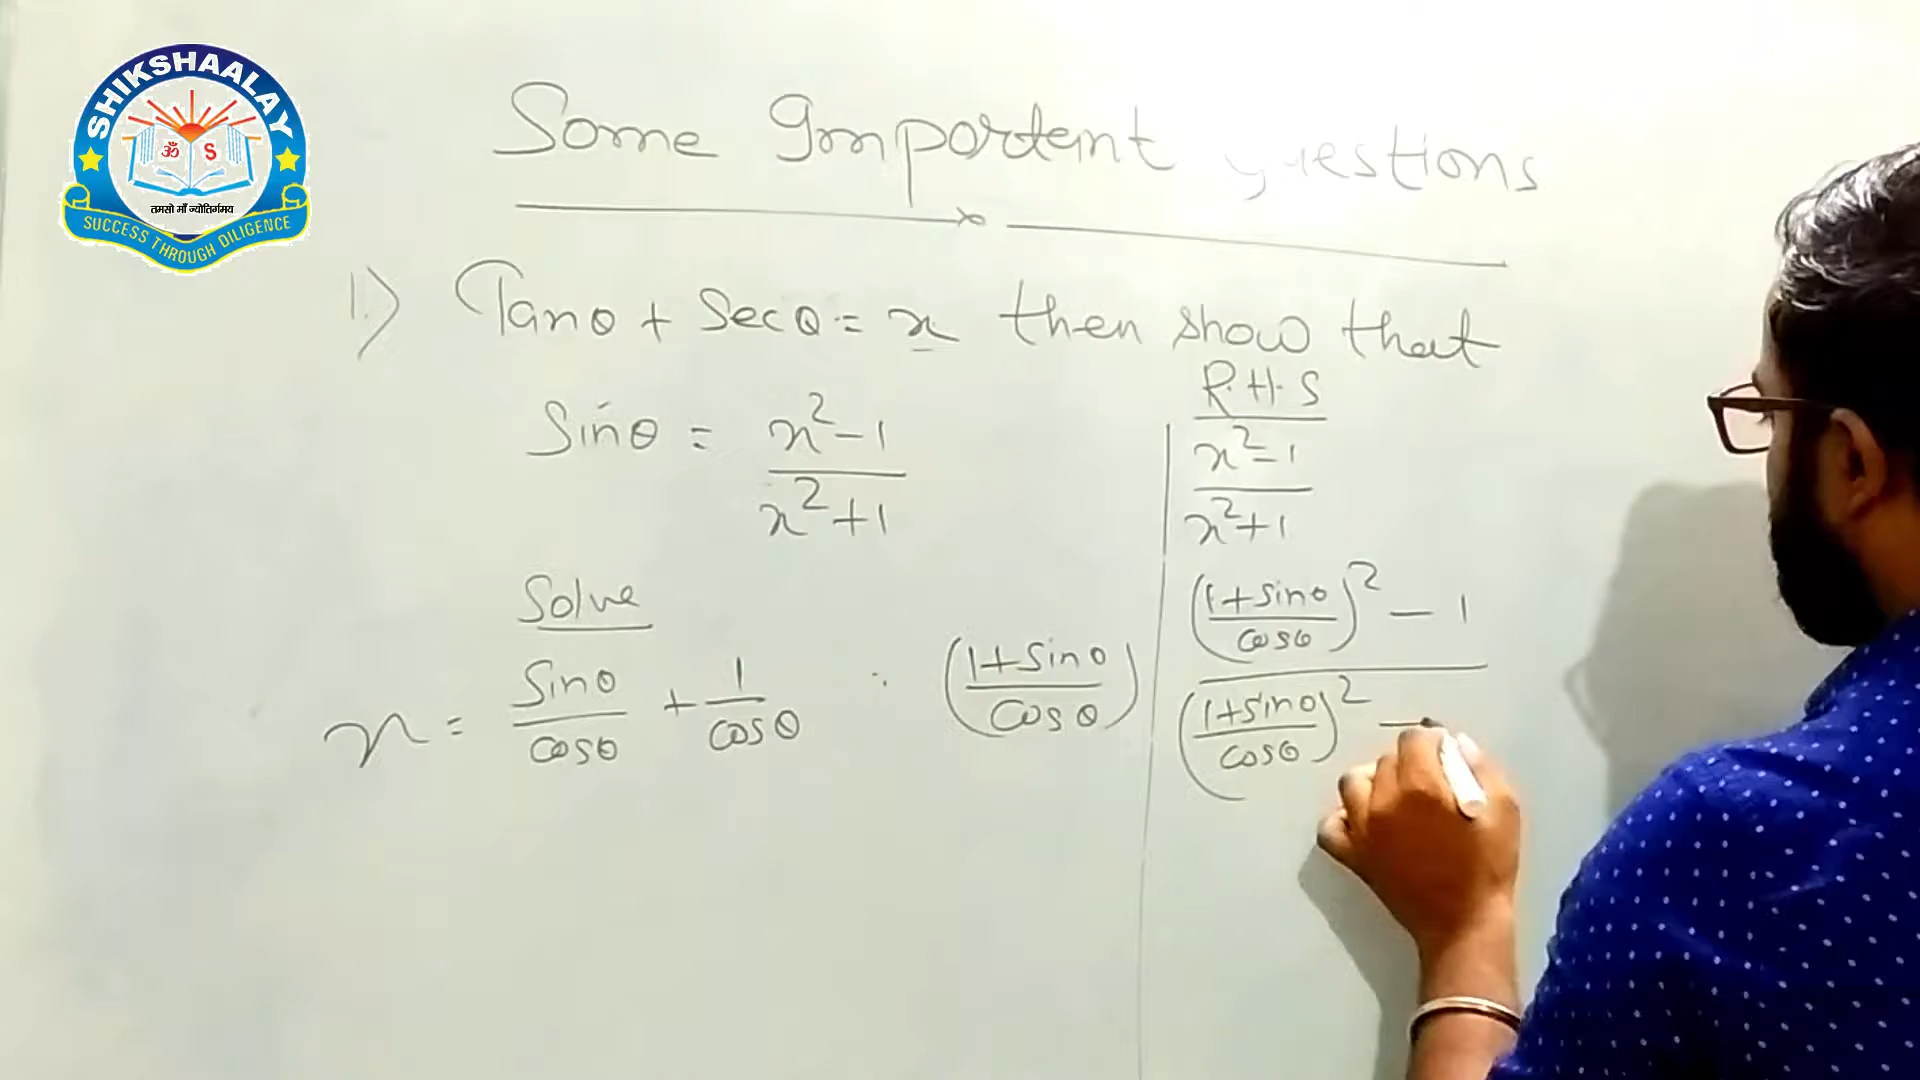 SHIKSHAALAY
ॐ S
तमसो माँ ज्योतिर्गमय
SUCCESS THROUGH DILIGENCE
Some Important Questions
1.) Tanθ + Secθ = x then show that
Sinθ = x² - 1 / x² + 1
Solve
x = Sinθ / cosθ + 1 / cosθ : (1 + Sinθ / Cosθ)
R.H.S
x² - 1 / x² + 1
(1 + Sinθ / cosθ)² - 1
(1 + Sinθ / cosθ)² -